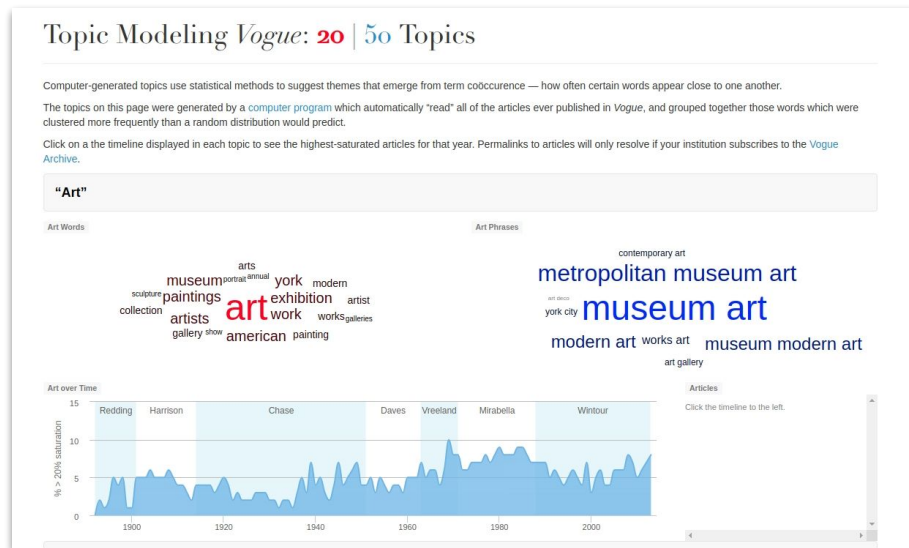 Topic Modeling Vogue: 20 | 50 Topics
Computer-generated topics use statistical methods to suggest themes that emerge from term coöccurence — how often certain words appear close to one another.
The topics on this page were generated by a computer program which automatically “read” all of the articles ever published in Vogue, and grouped together those words which were
clustered more frequently than a random distribution would predict.
Click on a the timeline displayed in each topic to see the highest-saturated articles for that year. Permalinks to articles will only resolve if your institution subscribes to the Vogue
Archive.
“Art”
Art Words
arts
museum portrait annual york modern
sculpture paintings art exhibition artist
collection artists work works galleries
gallery show american painting
Art Phrases
contemporary art
metropolitan museum art
art deco
york city museum art
modern art works art museum modern art
art gallery
Art over Time
Redding Harrison Chase Daves Vreeland Mirabella Wintour
% > 20% saturation
15
10
5
0
1900 1920 1940 1960 1980 2000
Articles
Click the timeline to the left.